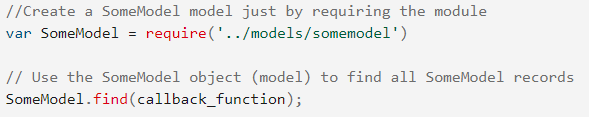 //Create a SomeModel model just by requiring the module
var SomeModel = require('../models/somemodel')
// Use the SomeModel object (model) to find all SomeModel records
SomeModel.find(callback_function);